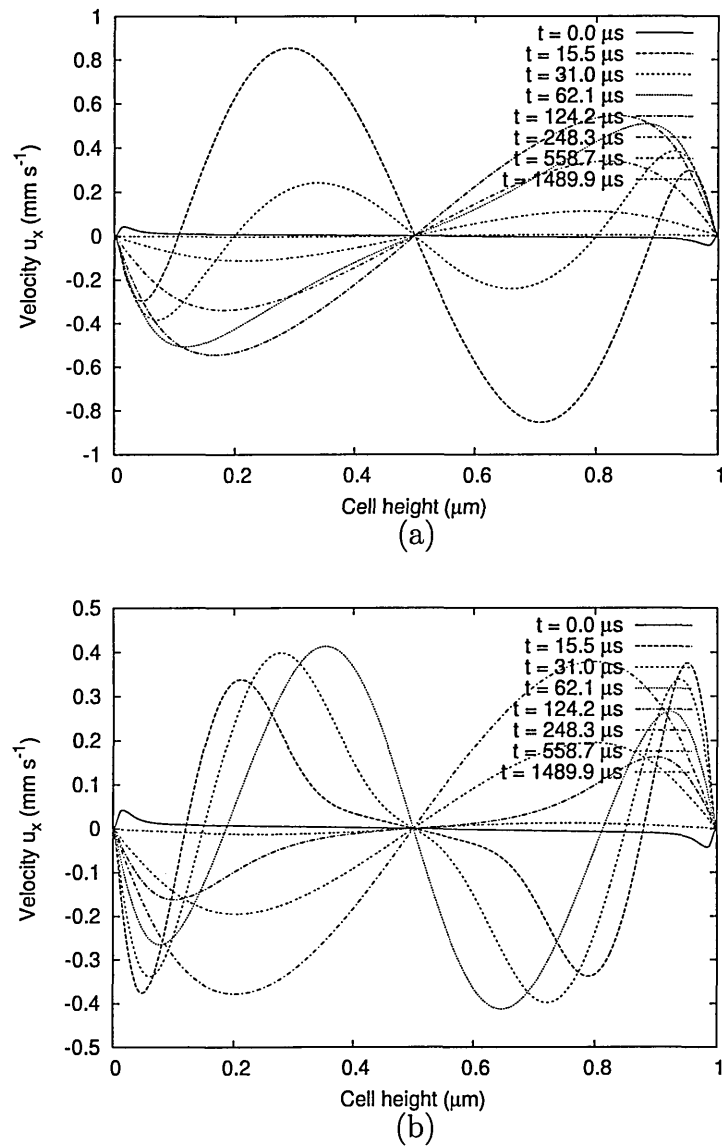 1
0.8
0.6
0.4
0.2
0
-0.2
-0.4
-0.6
-0.8
-1
Velocity uₓ (mm s⁻¹)
t = 0.0 μs
t = 15.5 μs
t = 31.0 μs
t = 62.1 μs
t = 124.2 μs
t = 248.3 μs
t = 558.7 μs
t = 1489.9 μs
0 0.2 0.4 0.6 0.8 1
Cell height (μm)
(a)
0.5
0.4
0.3
0.2
0.1
0
-0.1
-0.2
-0.3
-0.4
-0.5
Velocity uₓ (mm s⁻¹)
t = 0.0 μs
t = 15.5 μs
t = 31.0 μs
t = 62.1 μs
t = 124.2 μs
t = 248.3 μs
t = 558.7 μs
t = 1489.9 μs
0 0.2 0.4 0.6 0.8 1
Cell height (μm)
(b)